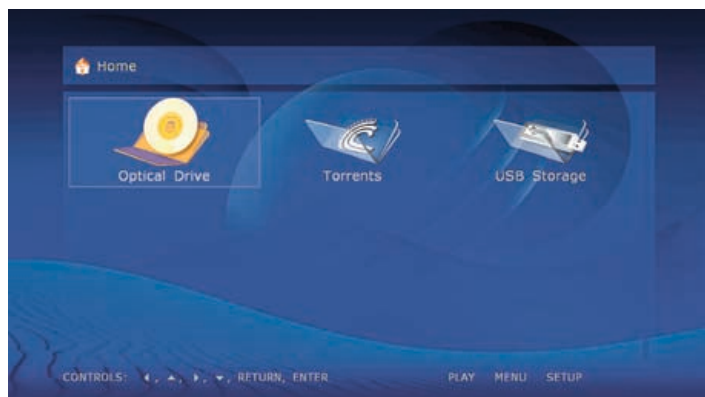 Home
Optical Drive
Torrents
USB Storage
CONTROLS: ◀, ▲, ▶, ▼, RETURN, ENTER
PLAY MENU SETUP